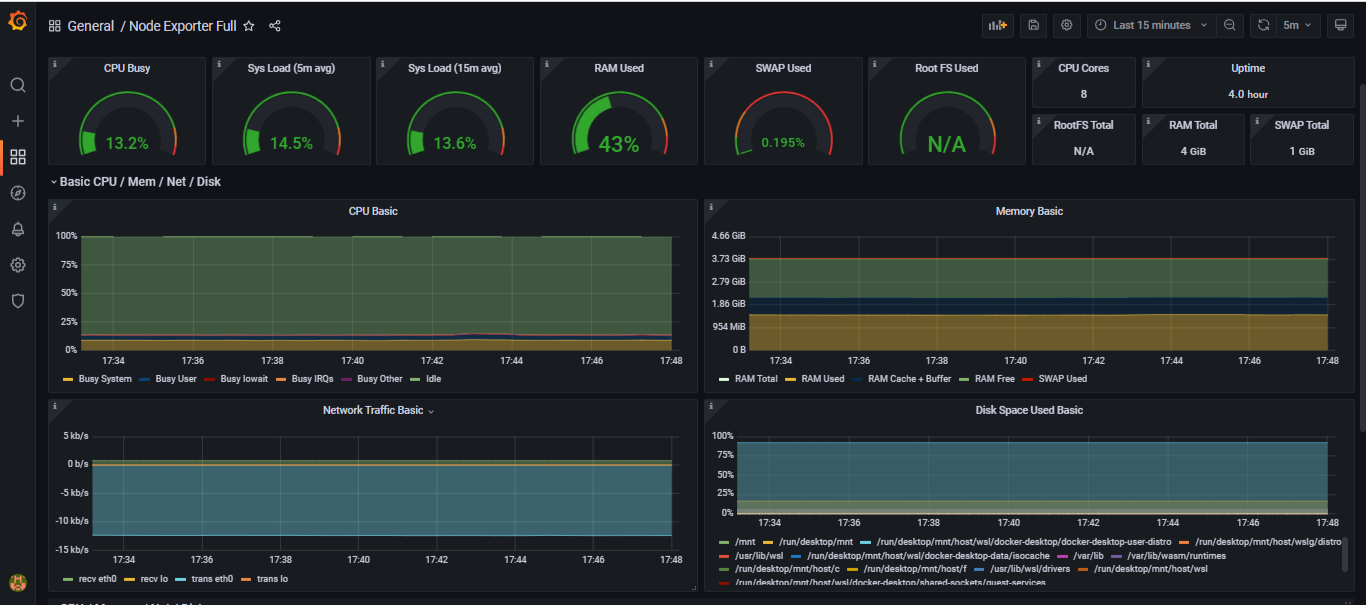 General / Node Exporter Full
Last 15 minutes
5m
CPU Busy
Sys Load (5m avg)
Sys Load (15m avg)
RAM Used
SWAP Used
Root FS Used
CPU Cores
Uptime
13.2%
14.5%
13.6%
43%
0.195%
N/A
8
4.0 hour
RootFS Total
RAM Total
SWAP Total
N/A
4 GiB
1 GiB
Basic CPU / Mem / Net / Disk
CPU Basic
100%
75%
50%
25%
0%
17:34 17:36 17:38 17:40 17:42 17:44 17:46 17:48
Busy System Busy User Busy Iowait Busy IRQs Busy Other Idle
Memory Basic
4.66 GiB
3.73 GiB
2.79 GiB
1.86 GiB
954 MiB
0 B
17:34 17:36 17:38 17:40 17:42 17:44 17:46 17:48
RAM Total RAM Used RAM Cache + Buffer RAM Free SWAP Used
Network Traffic Basic
5 kb/s
0 b/s
-5 kb/s
-10 kb/s
-15 kb/s
17:34 17:36 17:38 17:40 17:42 17:44 17:46 17:48
recv eth0 recv lo trans eth0 trans lo
Disk Space Used Basic
100%
75%
50%
25%
0%
17:34 17:36 17:38 17:40 17:42 17:44 17:46 17:48
/mnt /run/desktop/mnt /run/desktop/mnt/host/wsl/docker-desktop/docker-desktop-user-distro /run/desktop/mnt/host/wslg/distro
/usr/lib/wsl /run/desktop/mnt/host/wsl/docker-desktop-data/isocache /var/lib /var/lib/wasm/runtimes
/run/desktop/mnt/host/c /run/desktop/mnt/host/f /usr/lib/wsl/drivers /run/desktop/mnt/host/wsl
/run/desktop/mnt/host/wsl/docker-desktop/shared-sockets/guest-services